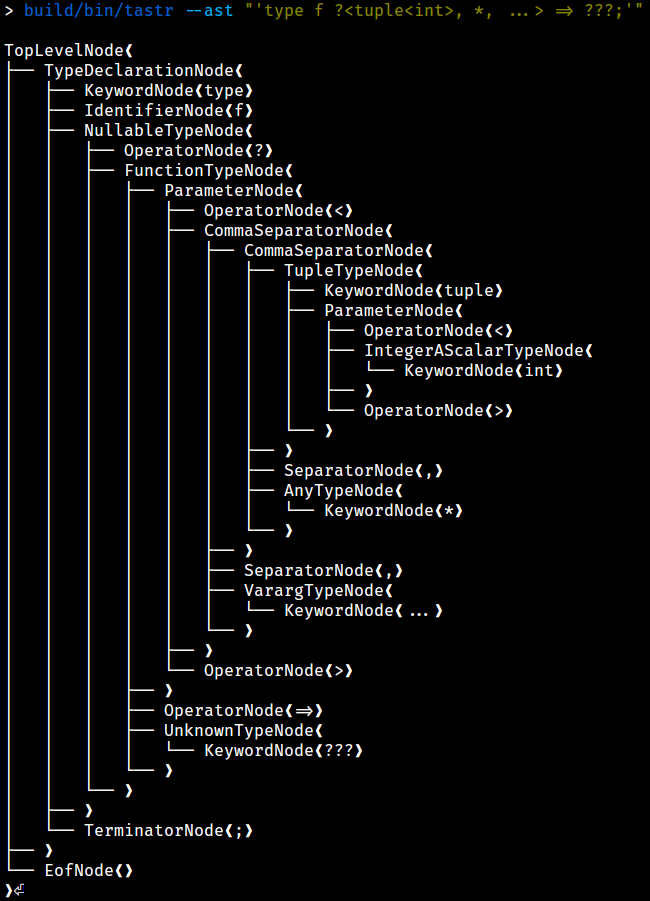 > build/bin/tastr --ast "'type f ?<tuple<int>, *, ...> => ???;'"
TopLevelNode❨
├── TypeDeclarationNode❨
│   ├── KeywordNode❨type❩
│   ├── IdentifierNode❨f❩
│   ├── NullableTypeNode❨
│   │   ├── OperatorNode❨?❩
│   │   ├── FunctionTypeNode❨
│   │   │   ├── ParameterNode❨
│   │   │   │   ├── OperatorNode❨<❩
│   │   │   │   ├── CommaSeparatorNode❨
│   │   │   │   │   ├── CommaSeparatorNode❨
│   │   │   │   │   │   ├── TupleTypeNode❨
│   │   │   │   │   │   │   ├── KeywordNode❨tuple❩
│   │   │   │   │   │   │   ├── ParameterNode❨
│   │   │   │   │   │   │   │   ├── OperatorNode❨<❩
│   │   │   │   │   │   │   │   ├── IntegerAScalarTypeNode❨
│   │   │   │   │   │   │   │   │   └── KeywordNode❨int❩
│   │   │   │   │   │   │   │   ├── ❩
│   │   │   │   │   │   │   │   └── OperatorNode❨>❩
│   │   │   │   │   │   │   └── ❩
│   │   │   │   │   │   ├── ❩
│   │   │   │   │   │   ├── SeparatorNode❨,❩
│   │   │   │   │   │   ├── AnyTypeNode❨
│   │   │   │   │   │   │   └── KeywordNode❨*❩
│   │   │   │   │   │   └── ❩
│   │   │   │   │   ├── ❩
│   │   │   │   │   ├── SeparatorNode❨,❩
│   │   │   │   │   ├── VarargTypeNode❨
│   │   │   │   │   │   └── KeywordNode❨...❩
│   │   │   │   │   └── ❩
│   │   │   │   ├── ❩
│   │   │   │   └── OperatorNode❨>❩
│   │   │   ├── ❩
│   │   │   ├── OperatorNode❨=>❩
│   │   │   ├── UnknownTypeNode❨
│   │   │   │   └── KeywordNode❨???❩
│   │   │   └── ❩
│   │   └── ❩
│   ├── ❩
│   └── TerminatorNode❨;❩
├── ❩
└── EofNode❨❩
❩⏎